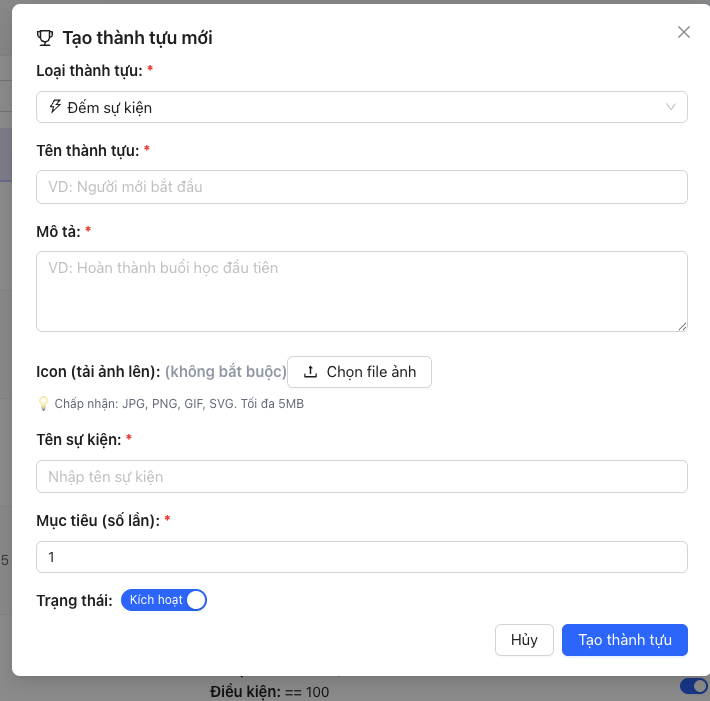 Tạo thành tựu mới
Loại thành tựu: *
Đếm sự kiện
Tên thành tựu: *
VD: Người mới bắt đầu
Mô tả: *
VD: Hoàn thành buổi học đầu tiên
Icon (tải ảnh lên): (không bắt buộc) Chọn file ảnh
Chấp nhận: JPG, PNG, GIF, SVG. Tối đa 5MB
Tên sự kiện: *
Nhập tên sự kiện
Mục tiêu (số lần): *
1
5
Trạng thái: Kích hoạt
Hủy Tạo thành tựu
Điều kiện: == 100